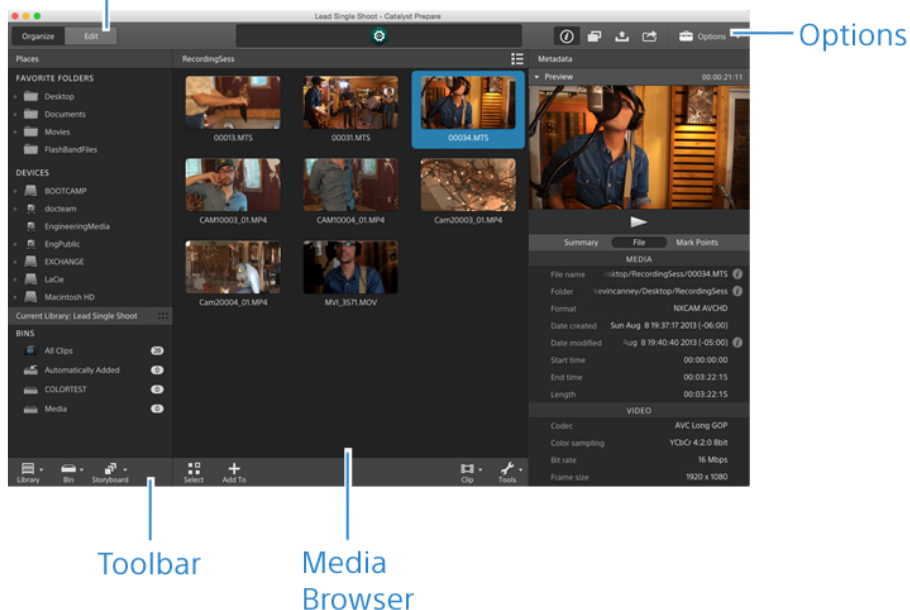 Lead Single Shoot - Catalyst Prepare
Organize Edit Options
Options
Places RecordingSess Metadata
FAVORITE FOLDERS
Desktop
Documents
Movies
FlashBandFiles
DEVICES
BOOTCAMP
docteam
EngineeringMedia
EngPublic
EXCHANGE
LaCie
Macintosh HD
Current Library: Lead Single Shoot
BINS
All Clips 26
Automatically Added 0
COLORTEST 0
Media 0
Library Bin Storyboard
00013.MTS 00031.MTS 00034.MTS
CAM10003_01.MP4 CAM10004_01.MP4 Cam20003_01.MP4
Cam20004_01.MP4 MVI_3571.MOV
Select Add To Clip Tools
Preview 00:00:21:11
Summary File Mark Points
MEDIA
File name sktop/RecordingSess/00034.MTS
Folder evincanney/Desktop/RecordingSess
Format NXCAM AVCHD
Date created Sun Aug 8 19:37:17 2013 (-06:00)
Date modified Aug 8 19:40:40 2013 (-05:00)
Start time 00:00:00:00
End time 00:03:22:15
Length 00:03:22:15
VIDEO
Codec AVC Long GOP
Color sampling YCbCr 4:2:0 8bit
Bit rate 16 Mbps
Frame size 1920 x 1080
Toolbar
Media
Browser